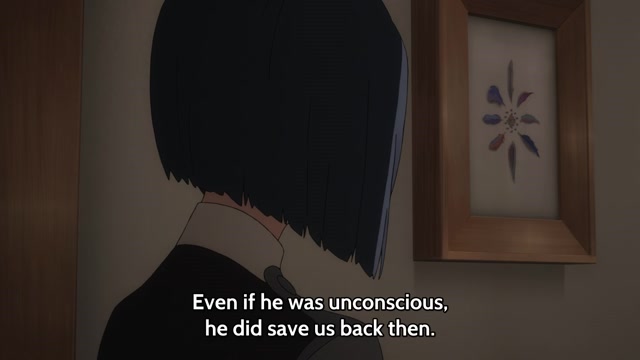 Even if he was unconscious,
he did save us back then.